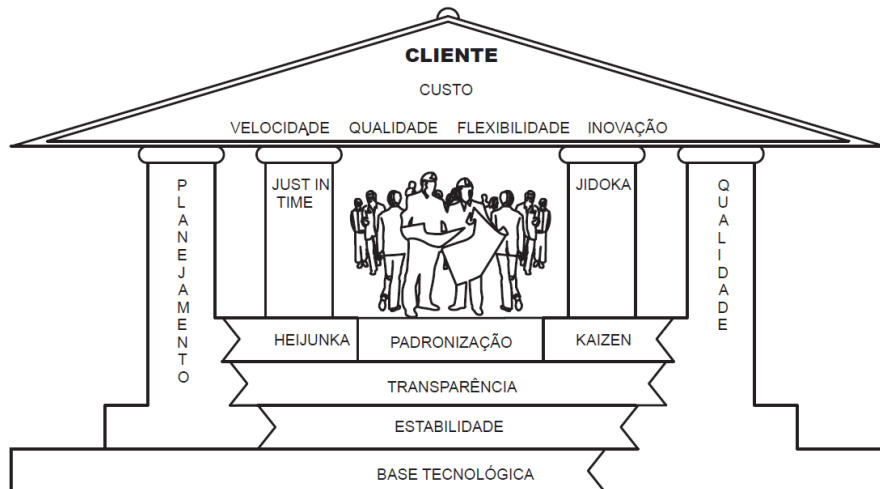 CLIENTE
CUSTO
VELOCIDADE QUALIDADE FLEXIBILIDADE INOVAÇÃO
PLANEJAMENTO
JUST IN
TIME
JIDOKA
QUALIDADE
HEIJUNKA PADRONIZAÇÃO KAIZEN
TRANSPARÊNCIA
ESTABILIDADE
BASE TECNOLÓGICA